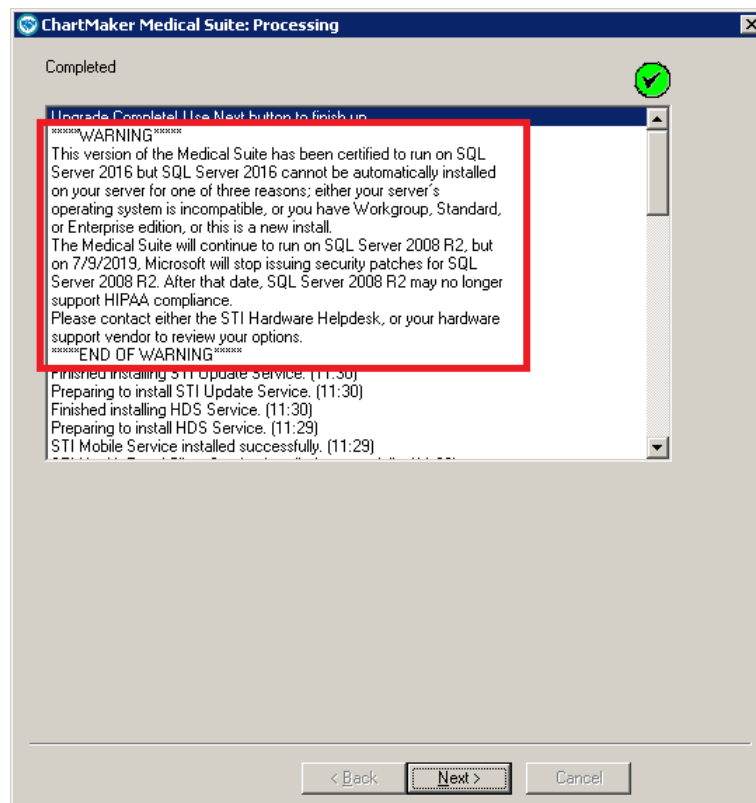 ChartMaker Medical Suite: Processing
Completed
Upgrade Complete! Use Next button to finish up
*****WARNING*****
This version of the Medical Suite has been certified to run on SQL
Server 2016 but SQL Server 2016 cannot be automatically installed
on your server for one of three reasons; either your server's
operating system is incompatible, or you have Workgroup, Standard,
or Enterprise edition, or this is a new install.
The Medical Suite will continue to run on SQL Server 2008 R2, but
on 7/9/2019, Microsoft will stop issuing security patches for SQL
Server 2008 R2. After that date, SQL Server 2008 R2 may no longer
support HIPAA compliance.
Please contact either the STI Hardware Helpdesk, or your hardware
support vendor to review your options.
*****END OF WARNING*****
Finished installing STI Update Service. (11:30)
Preparing to install STI Update Service. (11:30)
Finished installing HDS Service. (11:30)
Preparing to install HDS Service. (11:29)
STI Mobile Service installed successfully. (11:29)
< Back
Next >
Cancel